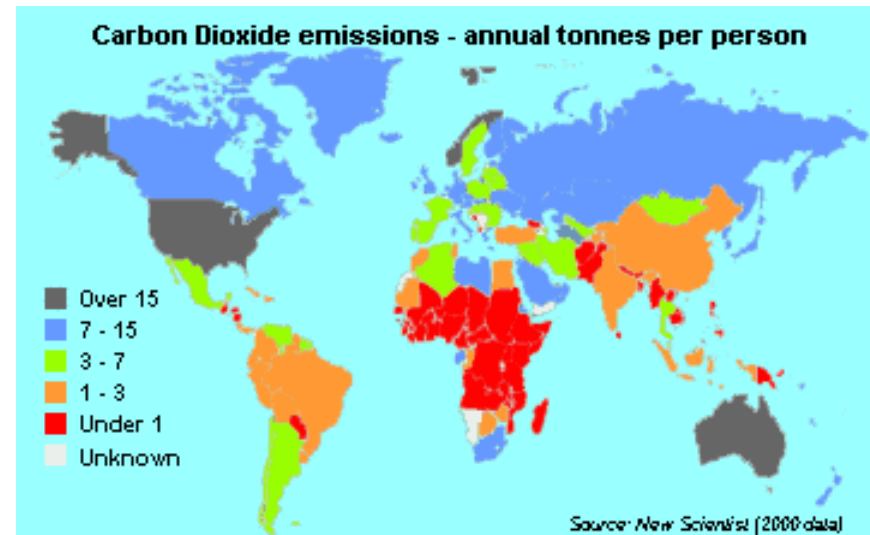 Carbon Dioxide emissions - annual tonnes per person
Over 15
7 - 15
3 - 7
1 - 3
Under 1
Unknown
Source: New Scientist (2000 data)